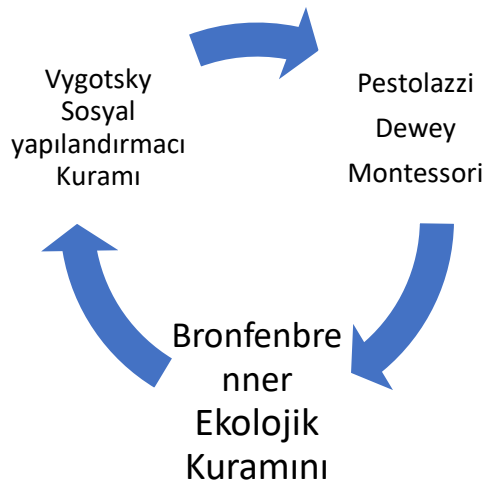 Vygotsky
Sosyal
yapılandırmacı
Kuramı
Pestolazzi
Dewey
Montessori
Bronfenbre
nner
Ekolojik
Kuramını